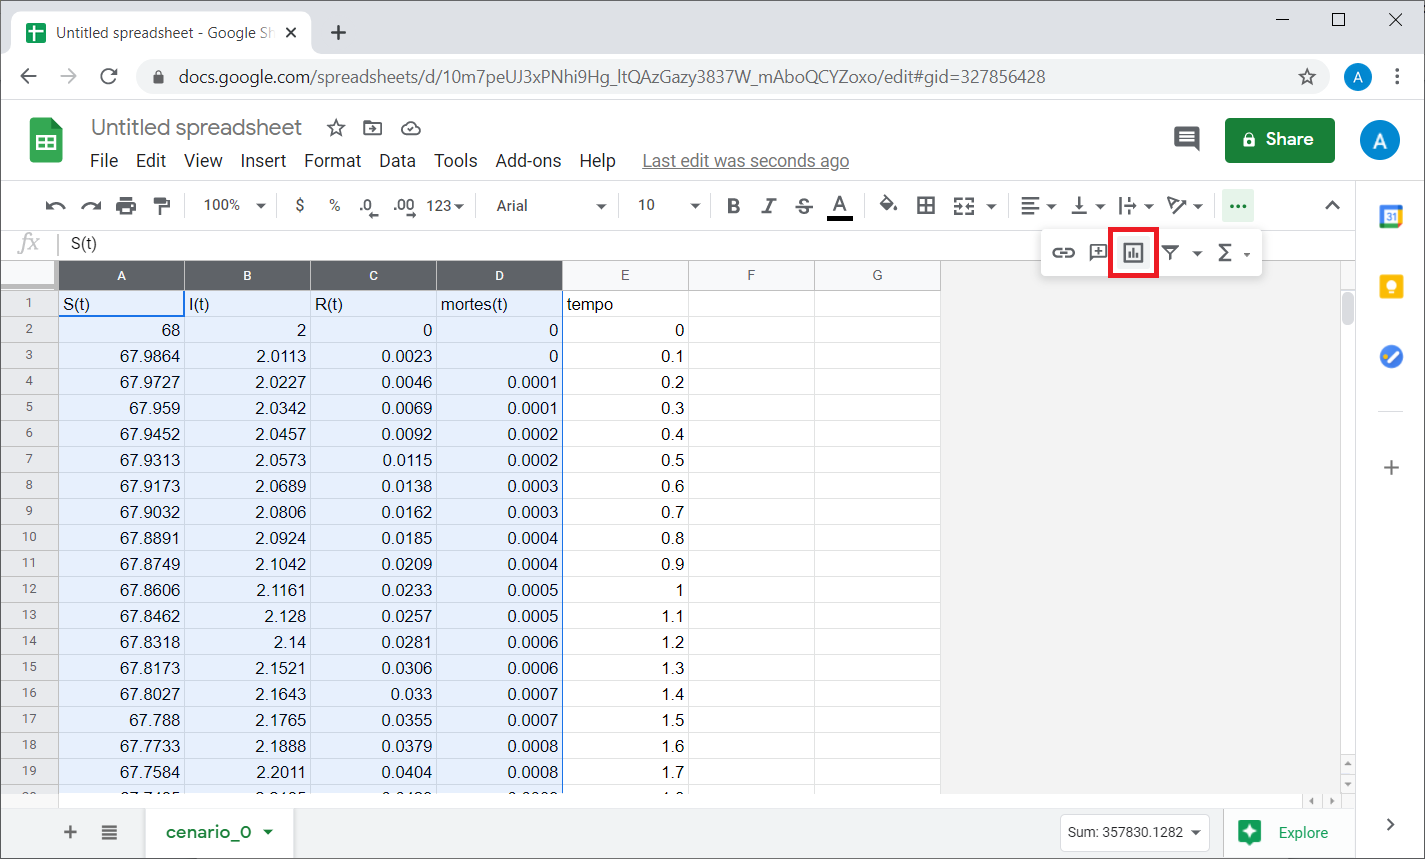 Untitled spreadsheet - Google Sh
docs.google.com/spreadsheets/d/10m7peUJ3xPNhi9Hg_ltQAzGazy3837W_mAboQCYZoxo/edit#gid=327856428
A
Untitled spreadsheet
File Edit View Insert Format Data Tools Add-ons Help Last edit was seconds ago
Share
A
100% $ % .0 .00 123 Arial 10 B I S A
31
fx S(t)
A B C D E F G
1 S(t) I(t) R(t) mortes(t) tempo
2 68 2 0 0 0
3 67.9864 2.0113 0.0023 0 0.1
4 67.9727 2.0227 0.0046 0.0001 0.2
5 67.959 2.0342 0.0069 0.0001 0.3
6 67.9452 2.0457 0.0092 0.0002 0.4
7 67.9313 2.0573 0.0115 0.0002 0.5
8 67.9173 2.0689 0.0138 0.0003 0.6
9 67.9032 2.0806 0.0162 0.0003 0.7
10 67.8891 2.0924 0.0185 0.0004 0.8
11 67.8749 2.1042 0.0209 0.0004 0.9
12 67.8606 2.1161 0.0233 0.0005 1
13 67.8462 2.128 0.0257 0.0005 1.1
14 67.8318 2.14 0.0281 0.0006 1.2
15 67.8173 2.1521 0.0306 0.0006 1.3
16 67.8027 2.1643 0.033 0.0007 1.4
17 67.788 2.1765 0.0355 0.0007 1.5
18 67.7733 2.1888 0.0379 0.0008 1.6
19 67.7584 2.2011 0.0404 0.0008 1.7
cenario_0
Sum: 357830.1282
Explore